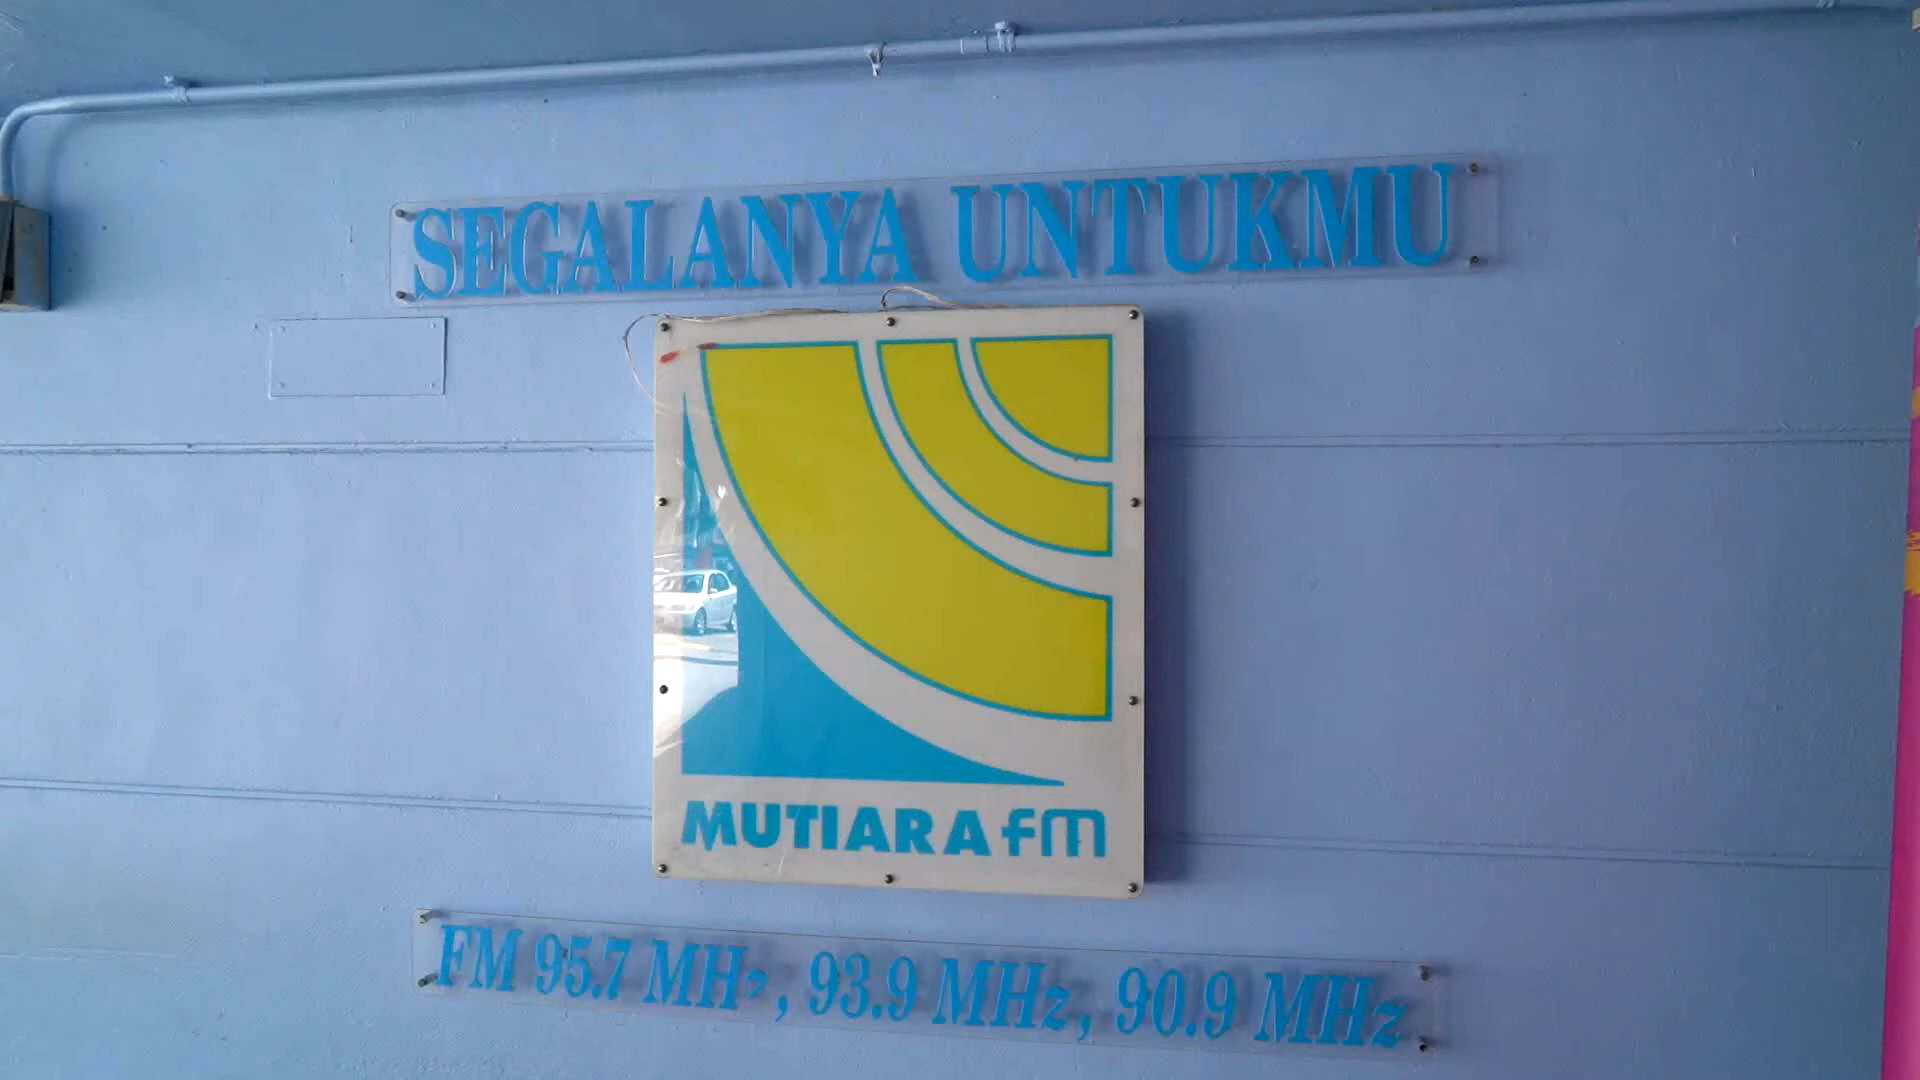 SEGALANYA UNTUKMU
MUTIARA fm
FM 95.7 MHz, 93.9 MHz, 90.9 MHz